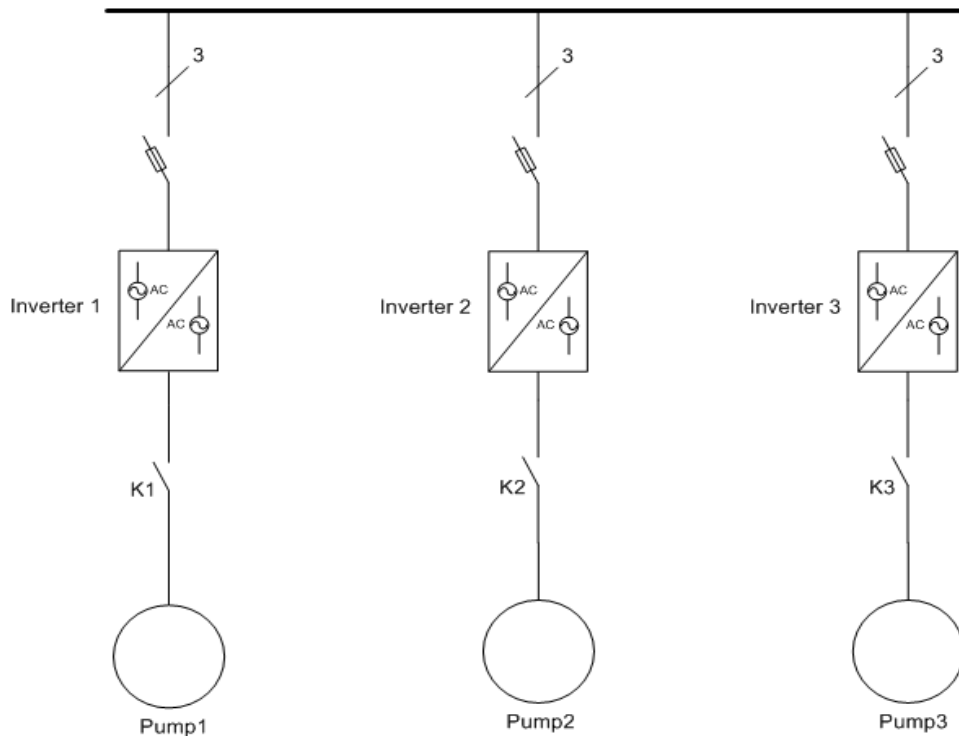 3 3 3
Inverter 1 AC AC
Inverter 2 AC AC
Inverter 3 AC AC
K1 K2 K3
Pump1 Pump2 Pump3